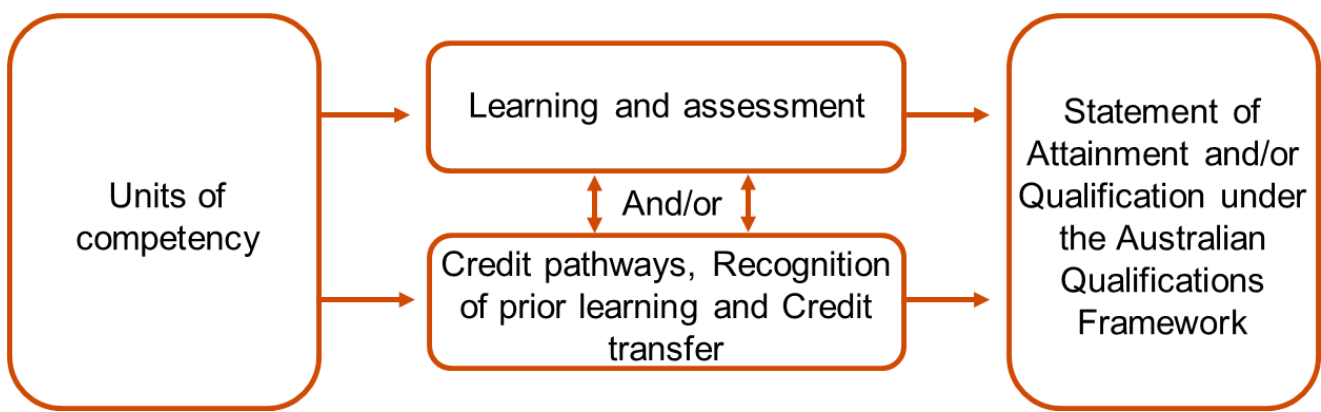 Units of
competency
Learning and assessment
And/or
Credit pathways, Recognition
of prior learning and Credit
transfer
Statement of
Attainment and/or
Qualification under
the Australian
Qualifications
Framework